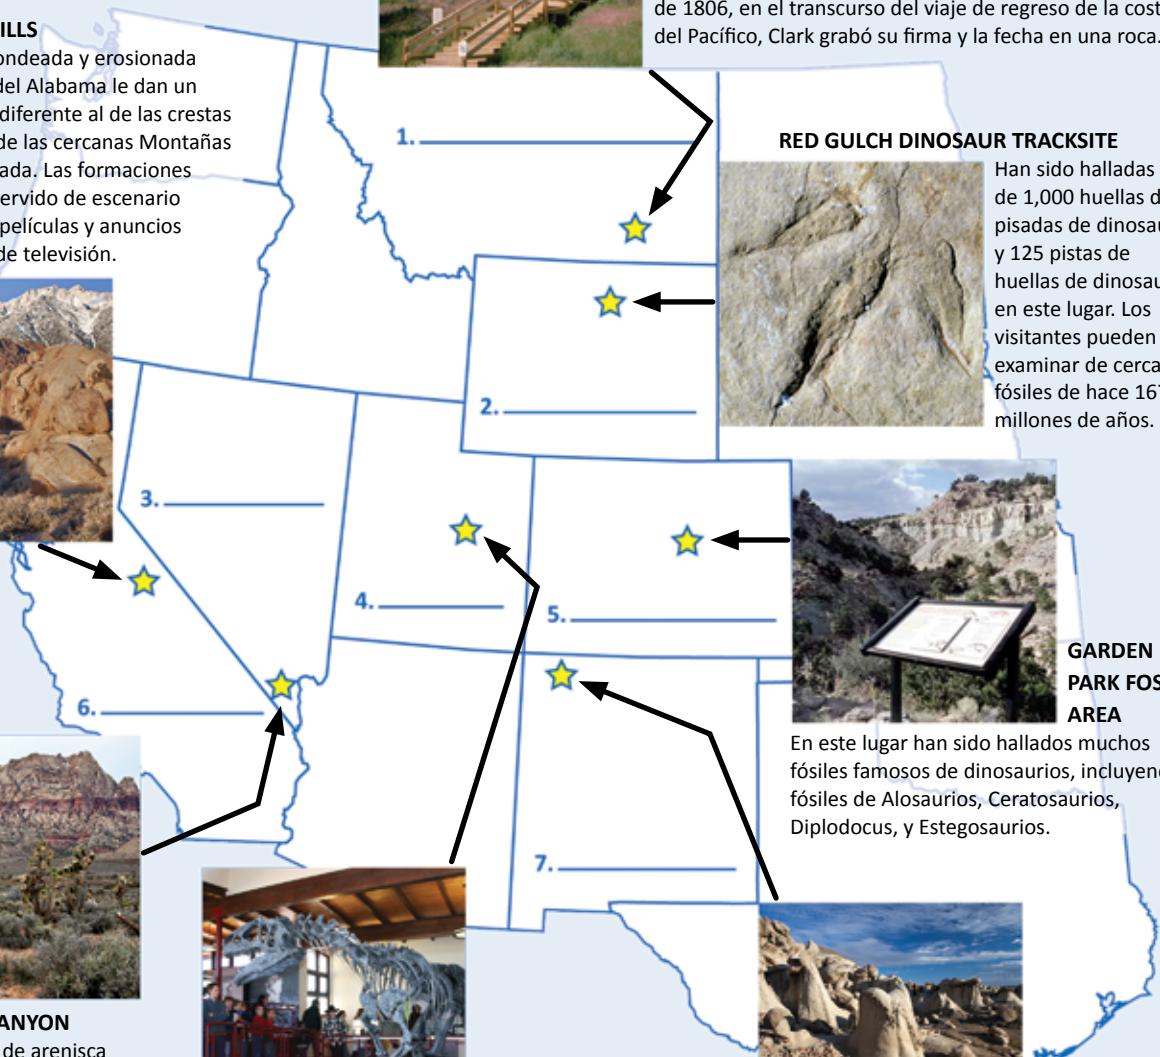 de 1806, en el transcurso del viaje de regreso de la cost
del Pacífico, Clark grabó su firma y la fecha en una roca.
ILLS
ondeada y erosionada
del Alabama le dan un
diferente al de las crestas
de las cercanas Montañas
ada. Las formaciones
ervido de escenario
películas y anuncios
de televisión.
1.
RED GULCH DINOSAUR TRACKSITE
Han sido halladas
de 1,000 huellas d
pisadas de dinosau
y 125 pistas de
huellas de dinosau
en este lugar. Los
visitantes pueden
examinar de cerca
fósiles de hace 167
millones de años.
2.
3.
4.
5.
6.
7.
GARDEN
PARK FOS
AREA
En este lugar han sido hallados muchos
fósiles famosos de dinosaurios, incluyend
fósiles de Alosaurios, Ceratosaurios,
Diplodocus, y Estegosaurios.
ANYON
de arenisca